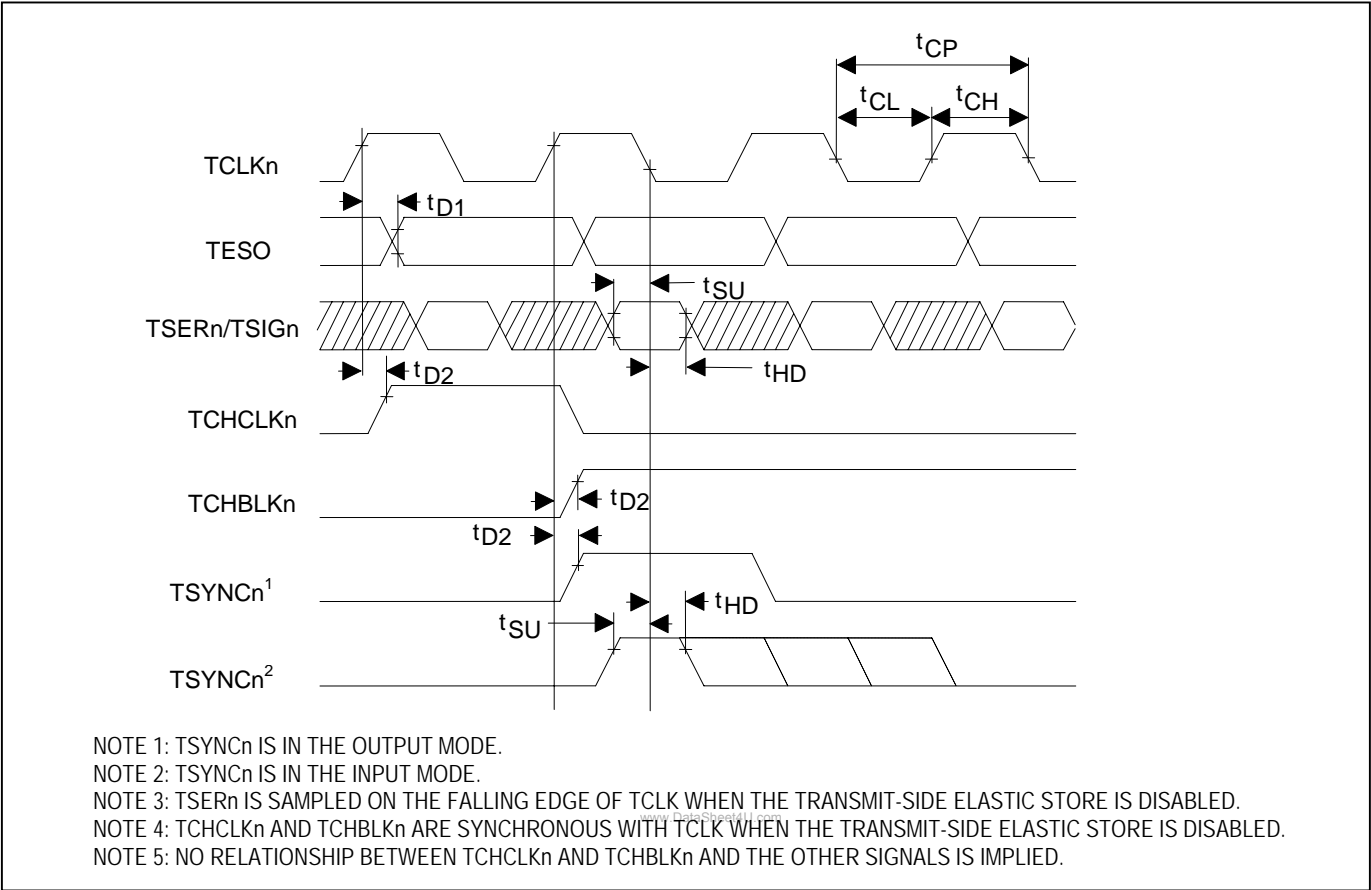 tCP
tCL tCH
TCLKn
tD1
TESO
tSU
TSERn/TSIGn
tD2 tHD
TCHCLKn
TCHBLKn tD2
tD2
TSYNCn1
tHD
tSU
TSYNCn2
NOTE 1: TSYNCn IS IN THE OUTPUT MODE.
NOTE 2: TSYNCn IS IN THE INPUT MODE.
NOTE 3: TSERn IS SAMPLED ON THE FALLING EDGE OF TCLK WHEN THE TRANSMIT-SIDE ELASTIC STORE IS DISABLED.
www.DataSheet4U.com
NOTE 4: TCHCLKn AND TCHBLKn ARE SYNCHRONOUS WITH TCLK WHEN THE TRANSMIT-SIDE ELASTIC STORE IS DISABLED.
NOTE 5: NO RELATIONSHIP BETWEEN TCHCLKn AND TCHBLKn AND THE OTHER SIGNALS IS IMPLIED.